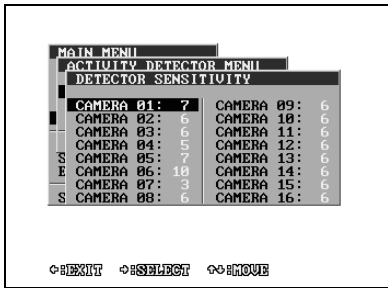 MAIN MENU
ACTIVITY DETECTOR MENU
DETECTOR SENSITIVITY
CAMERA 01: 7
CAMERA 02: 6
CAMERA 03: 6
CAMERA 04: 5
CAMERA 05: 7
CAMERA 06: 10
CAMERA 07: 3
CAMERA 08: 6
CAMERA 09: 6
CAMERA 10: 6
CAMERA 11: 6
CAMERA 12: 6
CAMERA 13: 6
CAMERA 14: 6
CAMERA 15: 6
CAMERA 16: 6
S
E
S
:EXIT :SELECT :MOVE